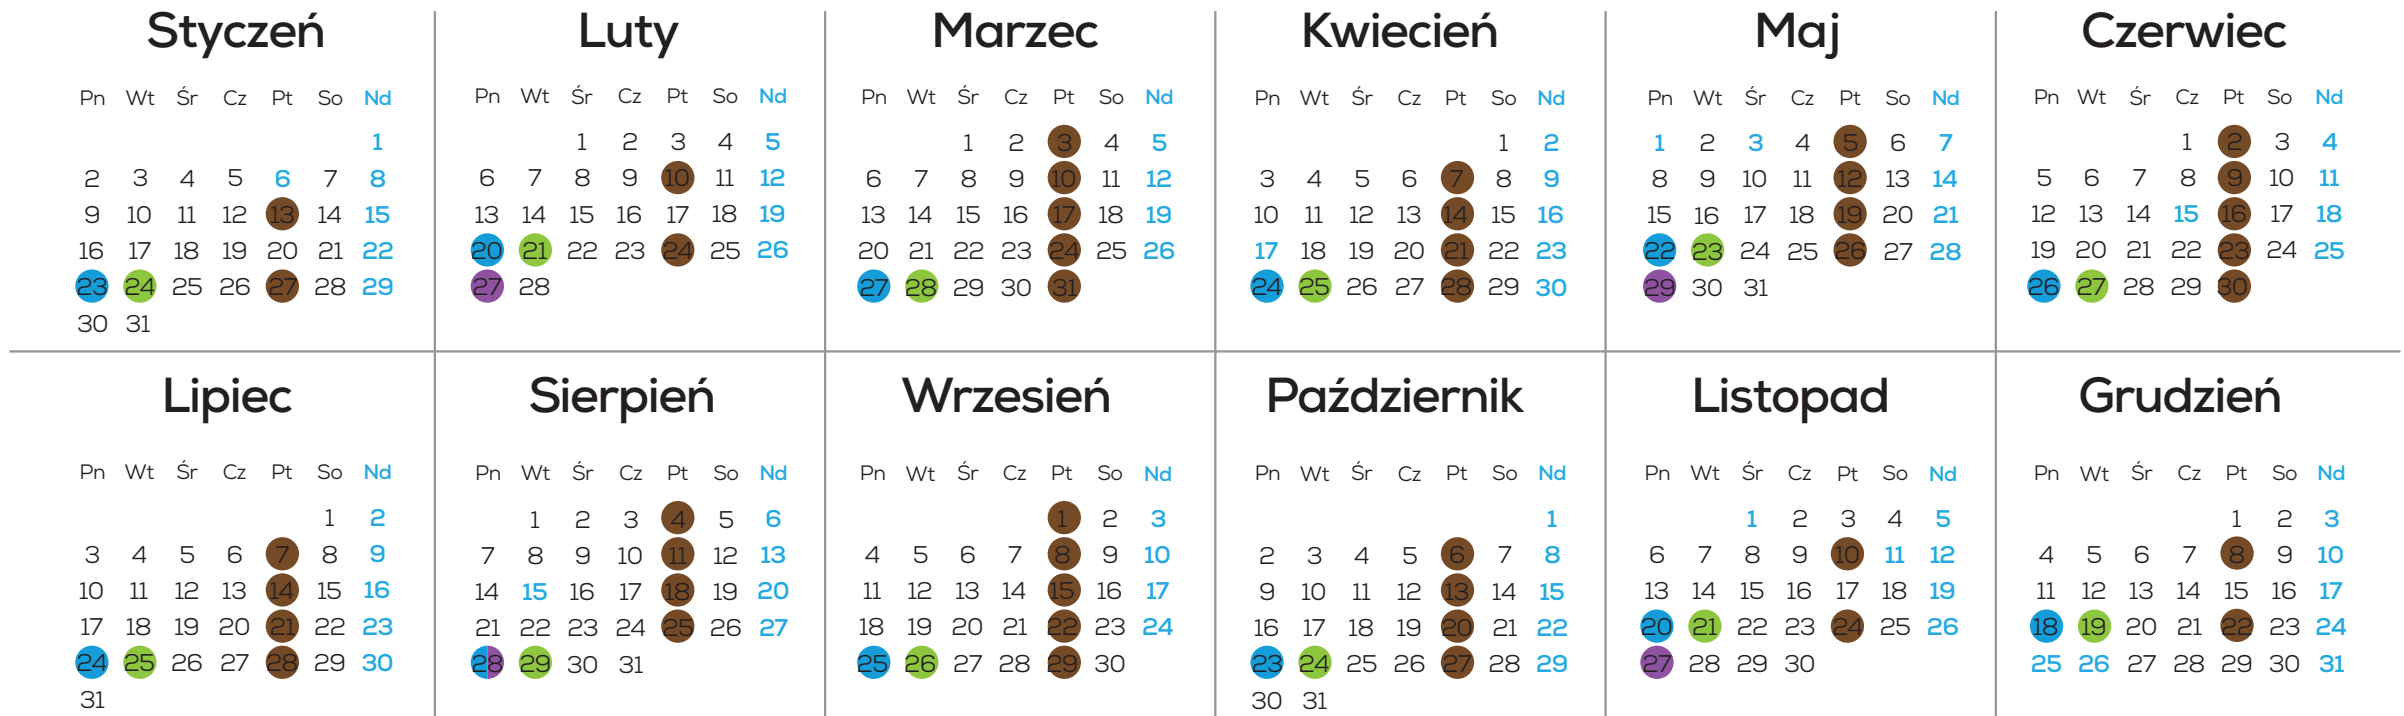 Styczeń
Pn Wt Śr Cz Pt So Nd
1
2 3 4 5 6 7 8
9 10 11 12 13 14 15
16 17 18 19 20 21 22
23 24 25 26 27 28 29
30 31
Luty
Pn Wt Śr Cz Pt So Nd
1 2 3 4 5
6 7 8 9 10 11 12
13 14 15 16 17 18 19
20 21 22 23 24 25 26
27 28
Marzec
Pn Wt Śr Cz Pt So Nd
1 2 3 4 5
6 7 8 9 10 11 12
13 14 15 16 17 18 19
20 21 22 23 24 25 26
27 28 29 30 31
Kwiecień
Pn Wt Śr Cz Pt So Nd
1 2
3 4 5 6 7 8 9
10 11 12 13 14 15 16
17 18 19 20 21 22 23
24 25 26 27 28 29 30
Maj
Pn Wt Śr Cz Pt So Nd
1 2 3 4 5 6 7
8 9 10 11 12 13 14
15 16 17 18 19 20 21
22 23 24 25 26 27 28
29 30 31
Czerwiec
Pn Wt Śr Cz Pt So Nd
1 2 3 4
5 6 7 8 9 10 11
12 13 14 15 16 17 18
19 20 21 22 23 24 25
26 27 28 29 30
Lipiec
Pn Wt Śr Cz Pt So Nd
1 2
3 4 5 6 7 8 9
10 11 12 13 14 15 16
17 18 19 20 21 22 23
24 25 26 27 28 29 30
31
Sierpień
Pn Wt Śr Cz Pt So Nd
1 2 3 4 5 6
7 8 9 10 11 12 13
14 15 16 17 18 19 20
21 22 23 24 25 26 27
28 29 30 31
Wrzesień
Pn Wt Śr Cz Pt So Nd
1 2 3
4 5 6 7 8 9 10
11 12 13 14 15 16 17
18 19 20 21 22 23 24
25 26 27 28 29 30
Październik
Pn Wt Śr Cz Pt So Nd
1
2 3 4 5 6 7 8
9 10 11 12 13 14 15
16 17 18 19 20 21 22
23 24 25 26 27 28 29
30 31
Listopad
Pn Wt Śr Cz Pt So Nd
1 2 3 4 5
6 7 8 9 10 11 12
13 14 15 16 17 18 19
20 21 22 23 24 25 26
27 28 29 30
Grudzień
Pn Wt Śr Cz Pt So Nd
1 2 3
4 5 6 7 8 9 10
11 12 13 14 15 16 17
18 19 20 21 22 23 24
25 26 27 28 29 30 31